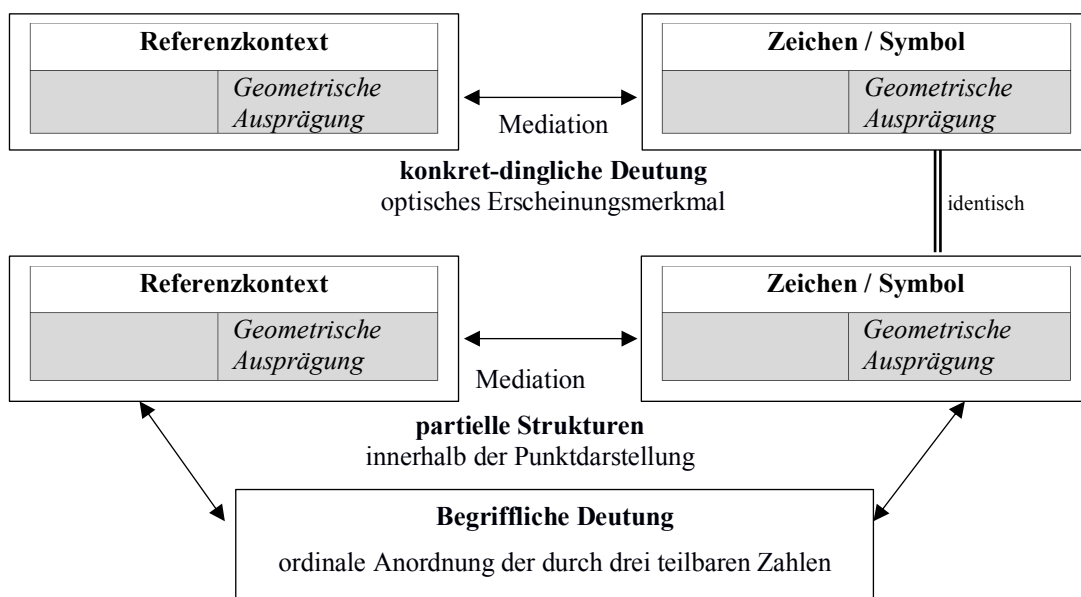 Referenzkontext
Geometrische
Ausprägung
Mediation
Zeichen / Symbol
Geometrische
Ausprägung
konkret-dingliche Deutung
optisches Erscheinungsmerkmal
identisch
Referenzkontext
Geometrische
Ausprägung
Mediation
Zeichen / Symbol
Geometrische
Ausprägung
partielle Strukturen
innerhalb der Punktdarstellung
Begriffliche Deutung
ordinale Anordnung der durch drei teilbaren Zahlen